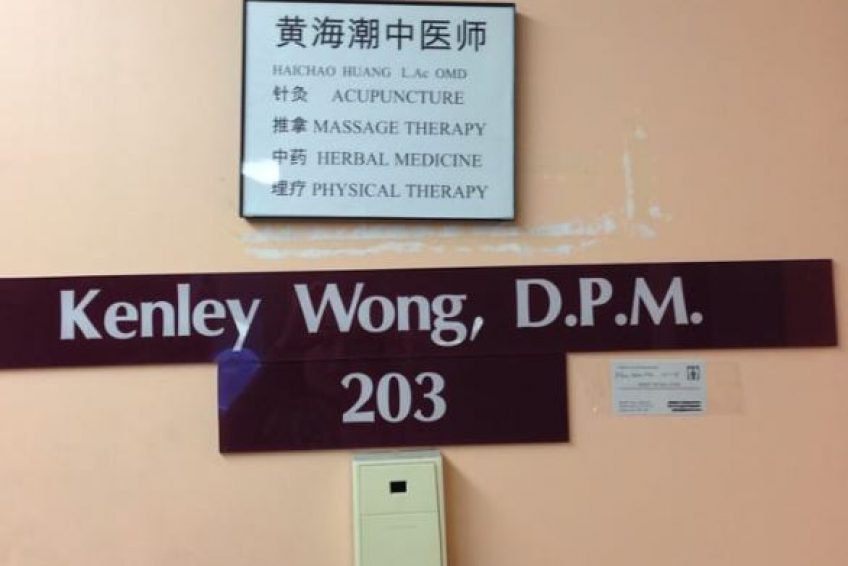 黄海潮中医师
HAICHAO HUANG L.Ac OMD
针灸 ACUPUNCTURE
推拿 MASSAGE THERAPY
中药 HERBAL MEDICINE
理疗 PHYSICAL THERAPY
Kenley Wong, D.P.M.
203